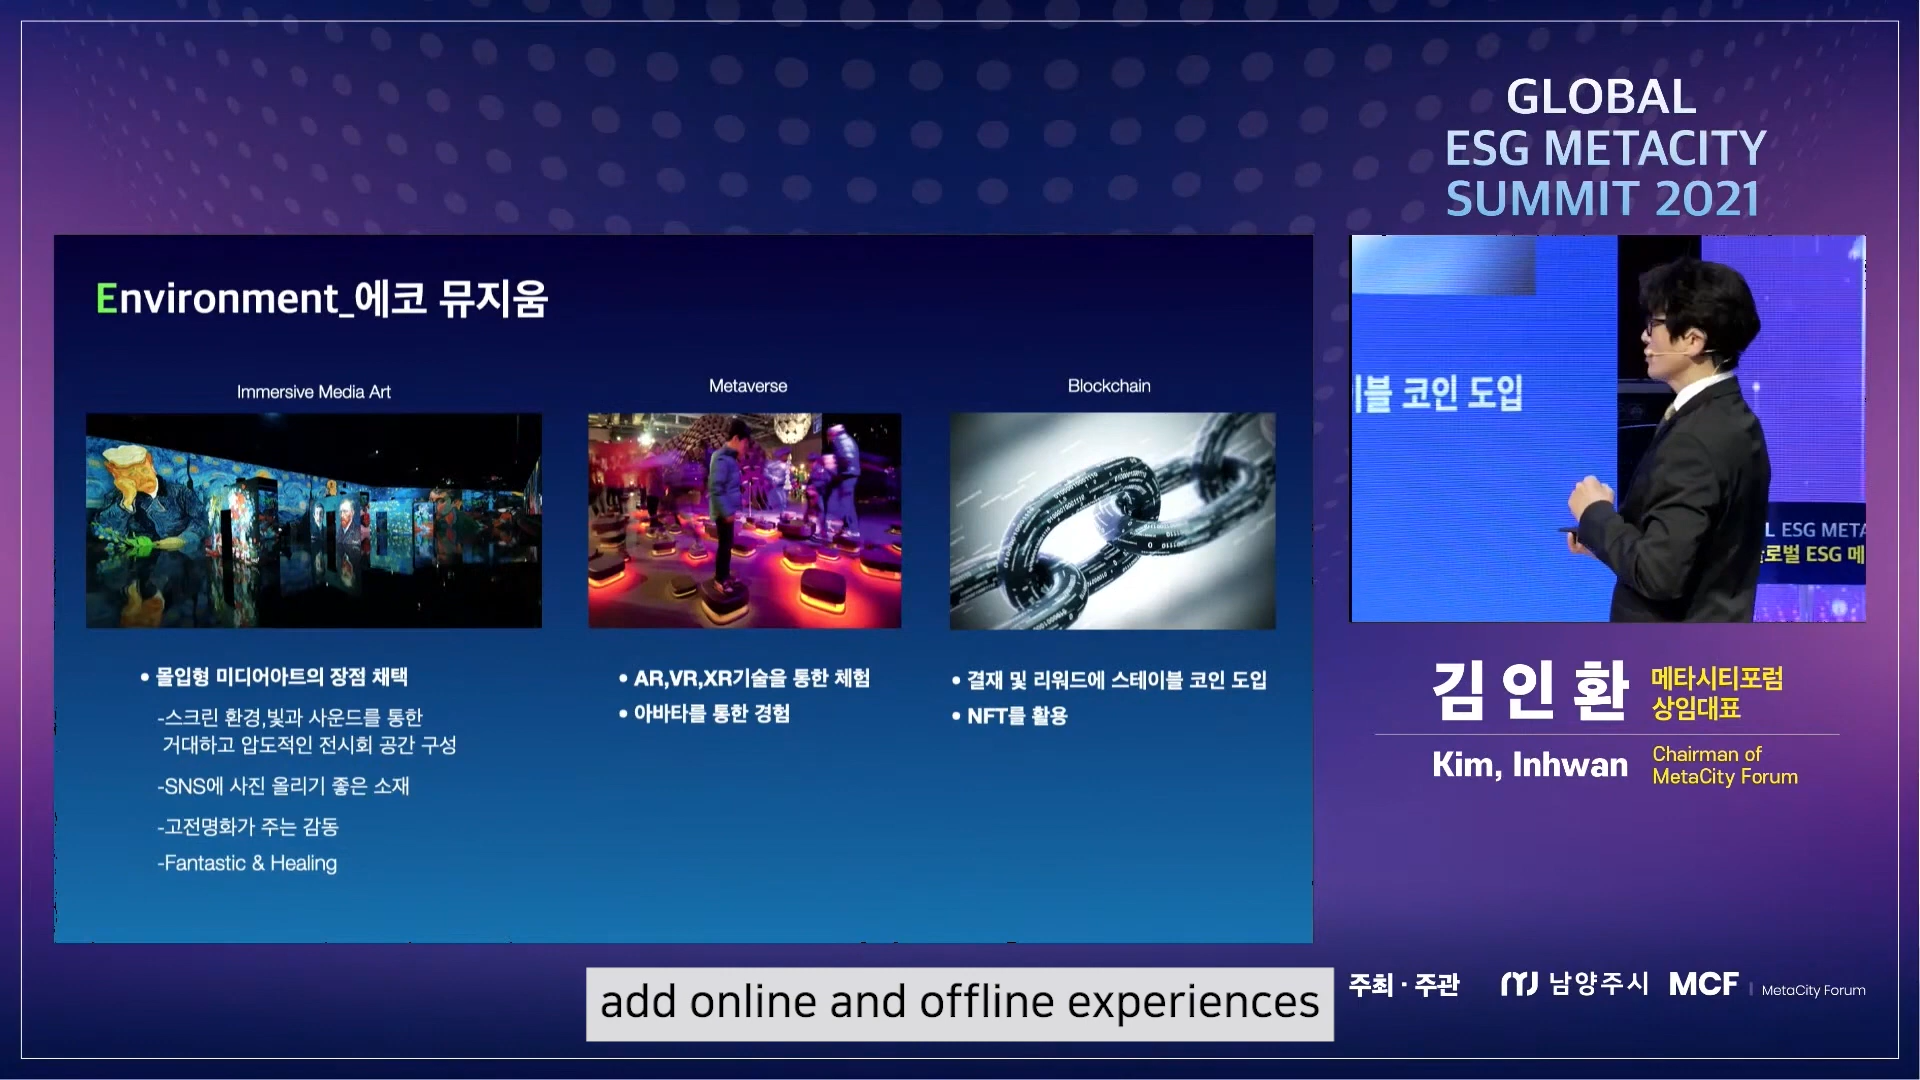 GLOBAL
ESG METACITY
SUMMIT 2021
Environment_에코 뮤지움
Immersive Media Art
Metaverse
Blockchain
• 몰입형 미디어아트의 장점 채택
-스크린 환경,빛과 사운드를 통한
거대하고 압도적인 전시회 공간 구성
-SNS에 사진 올리기 좋은 소재
-고전명화가 주는 감동
-Fantastic & Healing
• AR,VR,XR기술을 통한 체험
• 아바타를 통한 경험
• 결재 및 리워드에 스테이블 코인 도입
• NFT를 활용
블 코인 도입
L ESG META
로벌 ESG 메
김인환
메타시티포럼
상임대표
Kim, Inhwan
Chairman of
MetaCity Forum
add online and offline experiences
주최 · 주관
남양주시
MCF | MetaCity Forum